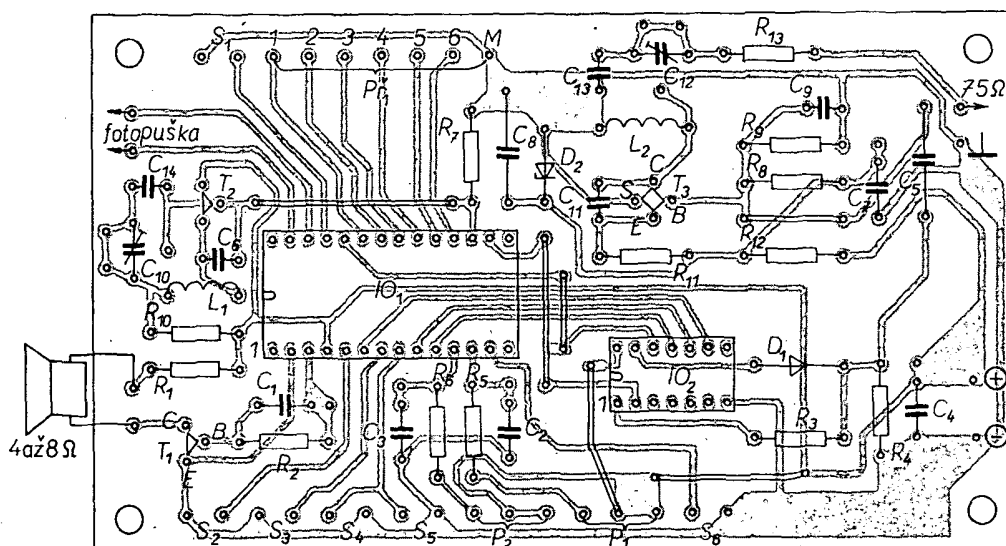 S1 1 2 3 4 5 6 M
Př1
R13
C12
C13
75Ω
fotopuška
C14
T2
C6
C10
L1
R10
R1
4až8Ω
R7
C8
D2
L2
C
C11
S
T3
E
B
R11
C9
R9
R8
R12
C7
C5
IO1
1
IO2
1
D1
R3
R4
C4
C1
C
B
T1
E
R2
C3
R6
R5
C2
S2 S3 S4 S5 P2 P1 S6